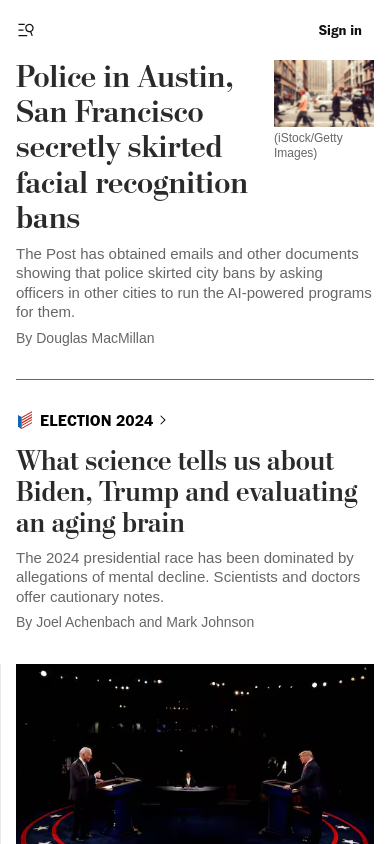 Sign in
Police in Austin,
San Francisco
secretly skirted
facial recognition
bans
(iStock/Getty
Images)
The Post has obtained emails and other documents
showing that police skirted city bans by asking
officers in other cities to run the AI-powered programs
for them.
By Douglas MacMillan
ELECTION 2024
What science tells us about
Biden, Trump and evaluating
an aging brain
The 2024 presidential race has been dominated by
allegations of mental decline. Scientists and doctors
offer cautionary notes.
By Joel Achenbach and Mark Johnson